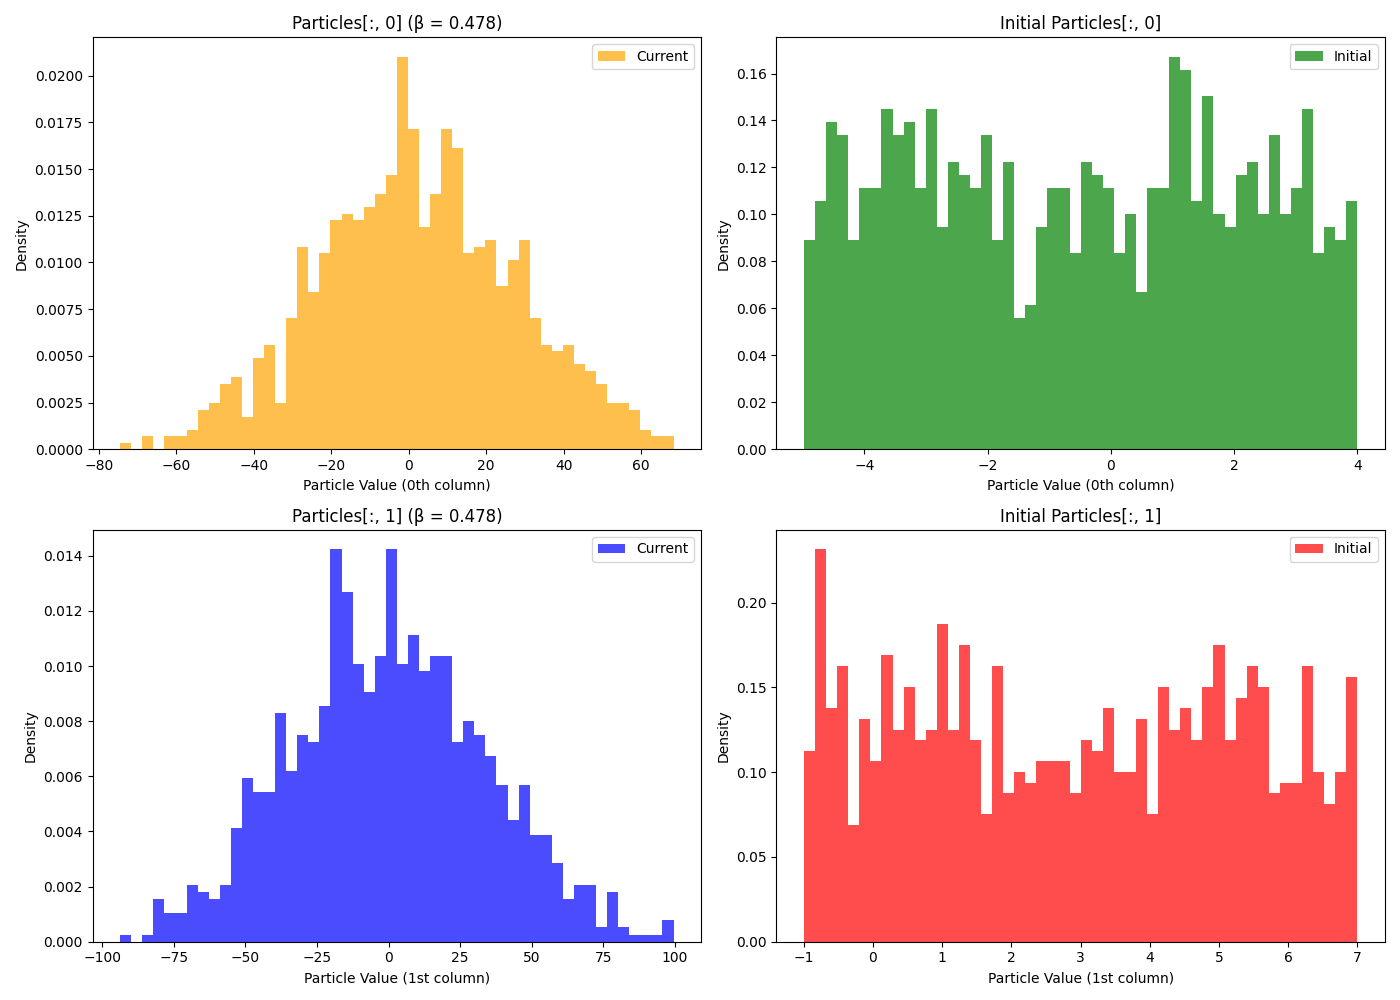 Particles[:, 0] (β = 0.478)
Current
0.0200
0.0175
0.0150
0.0125
0.0100
0.0075
0.0050
0.0025
0.0000
Density
−80 −60 −40 −20 0 20 40 60
Particle Value (0th column)
Initial Particles[:, 0]
Initial
0.16
0.14
0.12
0.10
0.08
0.06
0.04
0.02
0.00
Density
−4 −2 0 2 4
Particle Value (0th column)
Particles[:, 1] (β = 0.478)
Current
0.014
0.012
0.010
0.008
0.006
0.004
0.002
0.000
Density
−100 −75 −50 −25 0 25 50 75 100
Particle Value (1st column)
Initial Particles[:, 1]
Initial
0.20
0.15
0.10
0.05
0.00
Density
−1 0 1 2 3 4 5 6 7
Particle Value (1st column)